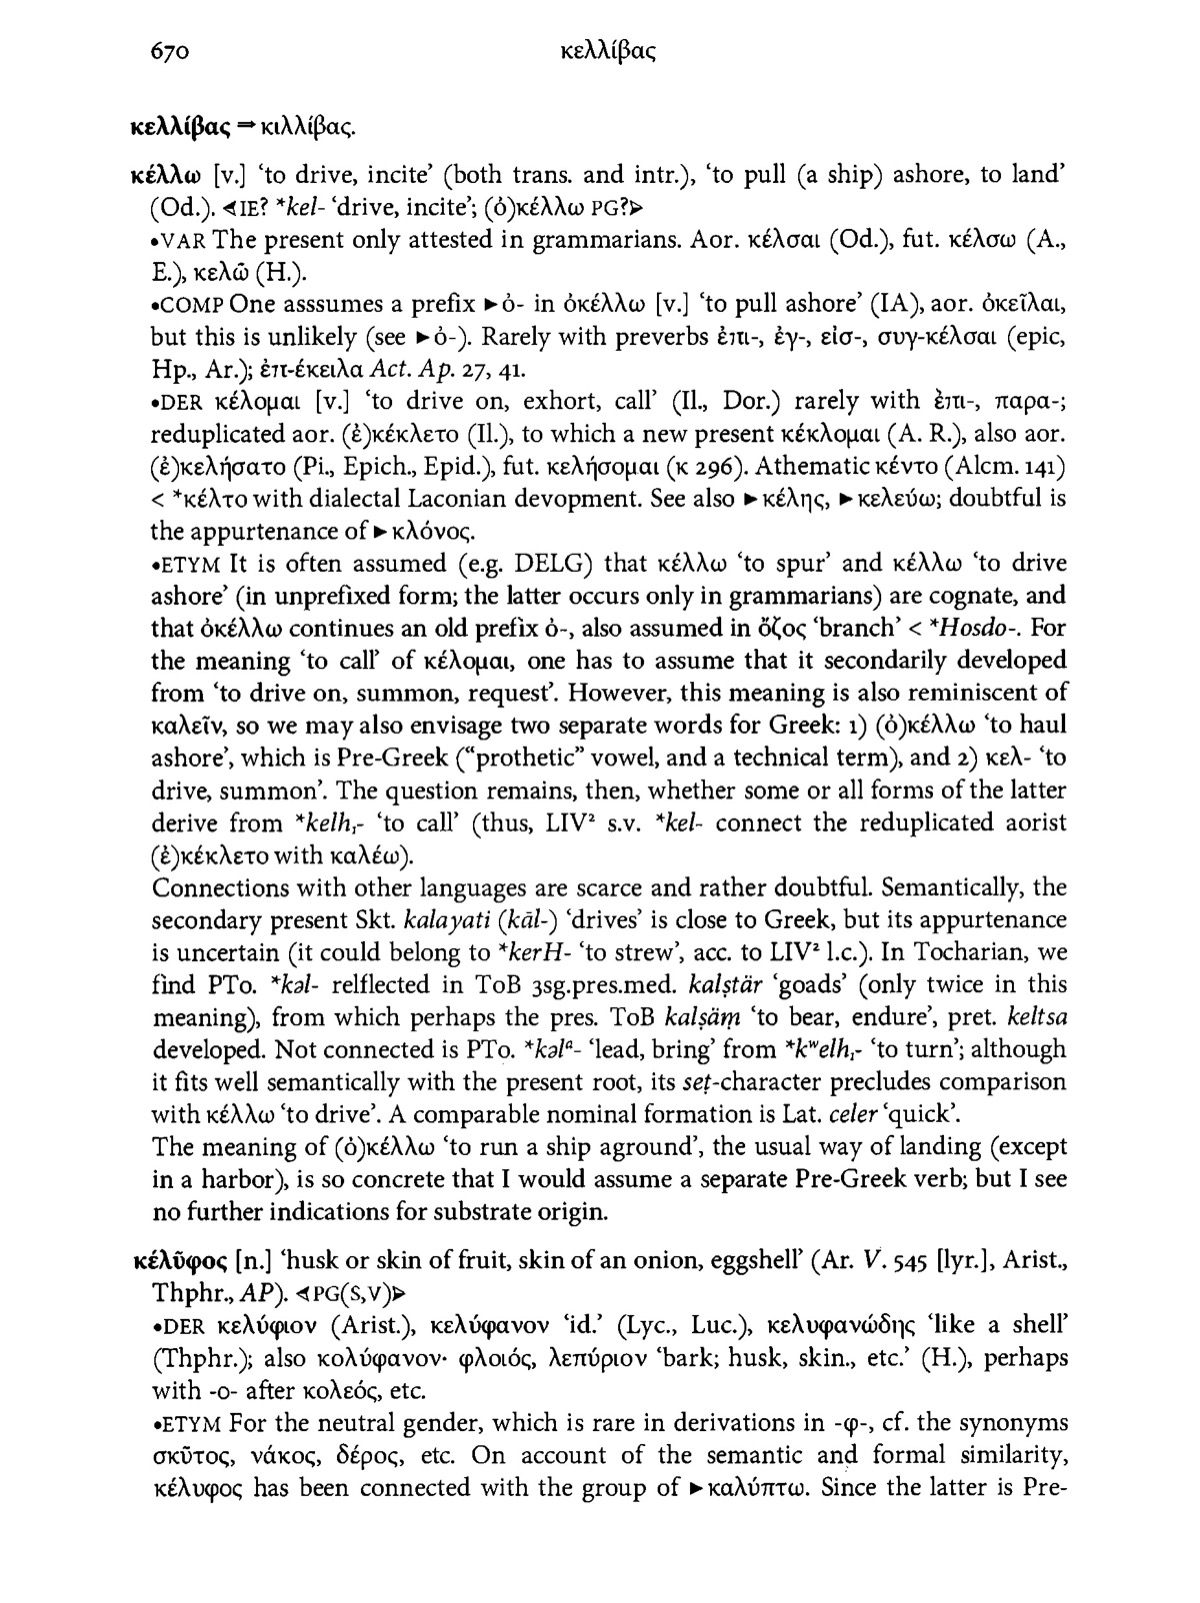 670 κελλίβας
κελλίβας ⇒ κιλλίβας.
κέλλω [v.] ‘to drive, incite’ (both trans. and intr.), ‘to pull (a ship) ashore, to land’
(Od.). ⋖IE? *kel- ‘drive, incite’; (ὀ)κέλλω PG?⋗
•VAR The present only attested in grammarians. Aor. κέλσαι (Od.), fut. κέλσω (A.,
E.), κελῶ (H.).
•COMP One asssumes a prefix ►ὀ- in ὀκέλλω [v.] ‘to pull ashore’ (IA), aor. ὀκεῖλαι,
but this is unlikely (see ►ὀ-). Rarely with preverbs ἐπι-, ἐγ-, εἰσ-, συγ-κέλσαι (epic,
Hp., Ar.); ἐπ-έκειλα Act. Ap. 27, 41.
•DER κέλομαι [v.] ‘to drive on, exhort, call’ (Il., Dor.) rarely with ἐπι-, παρα-;
reduplicated aor. (ἐ)κέκλετο (Il.), to which a new present κέκλομαι (A. R.), also aor.
(ἐ)κελήσατο (Pi., Epich., Epid.), fut. κελήσομαι (κ 296). Athematic κέντο (Alcm. 141)
< *κέλτο with dialectal Laconian devopment. See also ►κέλης, ►κελεύω; doubtful is
the appurtenance of ►κλόνος.
•ETYM It is often assumed (e.g. DELG) that κέλλω ‘to spur’ and κέλλω ‘to drive
ashore’ (in unprefixed form; the latter occurs only in grammarians) are cognate, and
that ὀκέλλω continues an old prefix ὀ-, also assumed in ὄζος ‘branch’ < *Hosdo-. For
the meaning ‘to call’ of κέλομαι, one has to assume that it secondarily developed
from ‘to drive on, summon, request’. However, this meaning is also reminiscent of
καλεῖν, so we may also envisage two separate words for Greek: 1) (ὀ)κέλλω ‘to haul
ashore’, which is Pre-Greek (“prothetic” vowel, and a technical term), and 2) κελ- ‘to
drive, summon’. The question remains, then, whether some or all forms of the latter
derive from *kelh₁- ‘to call’ (thus, LIV² s.v. *kel- connect the reduplicated aorist
(ἐ)κέκλετο with καλέω).
Connections with other languages are scarce and rather doubtful. Semantically, the
secondary present Skt. kalayati (kāl-) ‘drives’ is close to Greek, but its appurtenance
is uncertain (it could belong to *kerH- ‘to strew’, acc. to LIV² l.c.). In Tocharian, we
find PTo. *kəl- relflected in ToB 3sg.pres.med. kalṣtär ‘goads’ (only twice in this
meaning), from which perhaps the pres. ToB kalṣäṃ ‘to bear, endure’, pret. keltsa
developed. Not connected is PTo. *kəlᵃ- ‘lead, bring’ from *kʷelh₁- ‘to turn’; although
it fits well semantically with the present root, its seṭ-character precludes comparison
with κέλλω ‘to drive’. A comparable nominal formation is Lat. celer ‘quick’.
The meaning of (ὀ)κέλλω ‘to run a ship aground’, the usual way of landing (except
in a harbor), is so concrete that I would assume a separate Pre-Greek verb; but I see
no further indications for substrate origin.
κέλῡφος [n.] ‘husk or skin of fruit, skin of an onion, eggshell’ (Ar. V. 545 [lyr.], Arist.,
Thphr., AP). ⋖PG(S,V)⋗
•DER κελύφιον (Arist.), κελύφανον ‘id.’ (Lyc., Luc.), κελυφανώδης ‘like a shell’
(Thphr.); also κολύφανον· φλοιός, λεπύριον ‘bark; husk, skin., etc.’ (H.), perhaps
with -ο- after κολεός, etc.
•ETYM For the neutral gender, which is rare in derivations in -φ-, cf. the synonyms
σκῦτος, νάκος, δέρος, etc. On account of the semantic and formal similarity,
κέλυφος has been connected with the group of ►καλύπτω. Since the latter is Pre-